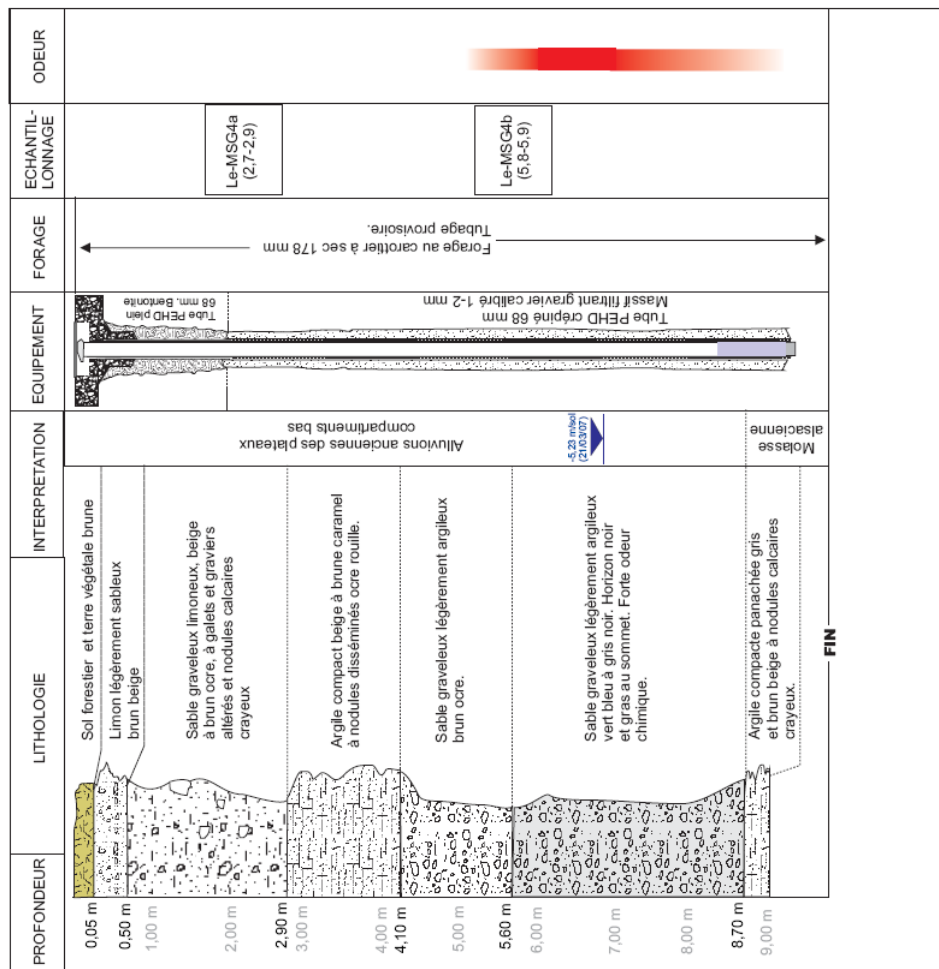 PROFONDEUR
LITHOLOGIE
INTERPRETATION
EQUIPEMENT
FORAGE
ECHANTIL-
LONNAGE
ODEUR
0,05 m
0,50 m
1,00 m
2,00 m
2,90 m
3,00 m
4,00 m
4,10 m
5,00 m
5,60 m
6,00 m
7,00 m
8,00 m
8,70 m
9,00 m
Sol forestier et terre végétale brune
Limon légèrement sableux
brun beige
Sable graveleux limoneux, beige
à brun ocre, à galets et graviers
altérés et nodules calcaires
crayeux
Argile compact beige à brune caramel
à nodules disséminés ocre rouille.
Sable graveleux légèrement argileux
brun ocre.
Sable graveleux légèrement argileux
vert bleu à gris noir. Horizon noir
et gras au sommet. Forte odeur
chimique.
Argile compacte panachée gris
et brun beige à nodules calcaires
crayeux.
FIN
Alluvions anciennes des plateaux
compartiments bas
-5,23 m/sol
(21/03/07)
Molasse
alsacienne
Tube PEHD plein
68 mm. Bentonite
Tube PEHD crépiné 68 mm
Massif filtrant gravier calibré 1-2 mm
Forage au carottier à sec 178 mm
Tubage provisoire.
Le-MSG4a
(2,7-2,9)
Le-MSG4b
(5,8-5,9)